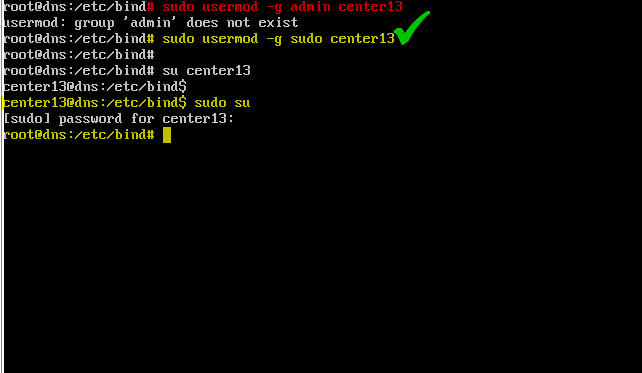 root@dns:/etc/bind# sudo usermod -g admin center13
usermod: group 'admin' does not exist
root@dns:/etc/bind# sudo usermod -g sudo center13
root@dns:/etc/bind#
root@dns:/etc/bind# su center13
center13@dns:/etc/bind$
center13@dns:/etc/bind$ sudo su
[sudo] password for center13:
root@dns:/etc/bind#